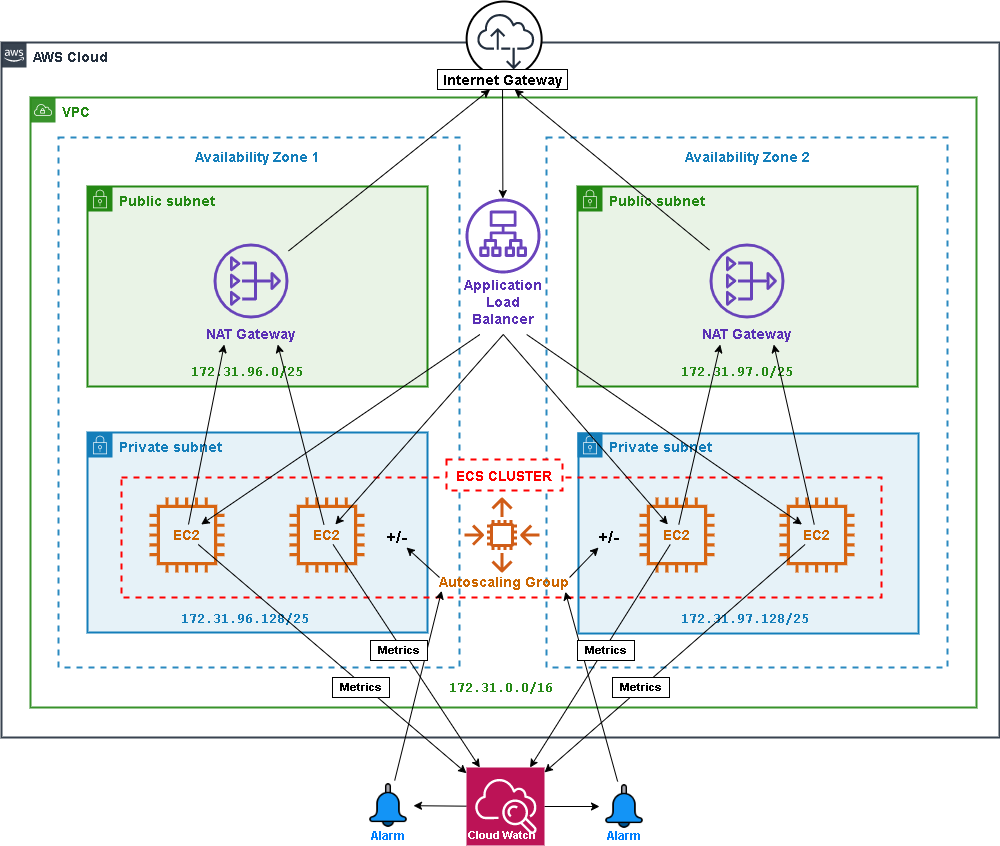 aws
AWS Cloud
Internet Gateway
VPC
Availability Zone 1
Availability Zone 2
Public subnet
Public subnet
Application
Load
Balancer
NAT Gateway
NAT Gateway
172.31.96.0/25
172.31.97.0/25
Private subnet
Private subnet
ECS CLUSTER
EC2
EC2
+/-
+/-
EC2
EC2
Autoscaling Group
172.31.96.128/25
172.31.97.128/25
Metrics
Metrics
Metrics
Metrics
172.31.0.0/16
Alarm
Cloud Watch
Alarm